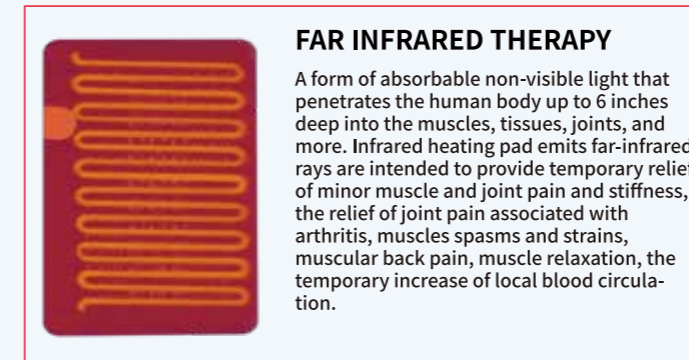 FAR INFRARED THERAPY
A form of absorbable non-visible light that
penetrates the human body up to 6 inches
deep into the muscles, tissues, joints, and
more. Infrared heating pad emits far-infrared
rays are intended to provide temporary relief
of minor muscle and joint pain and stiffness,
the relief of joint pain associated with
arthritis, muscles spasms and strains,
muscular back pain, muscle relaxation, the
temporary increase of local blood circula-
tion.